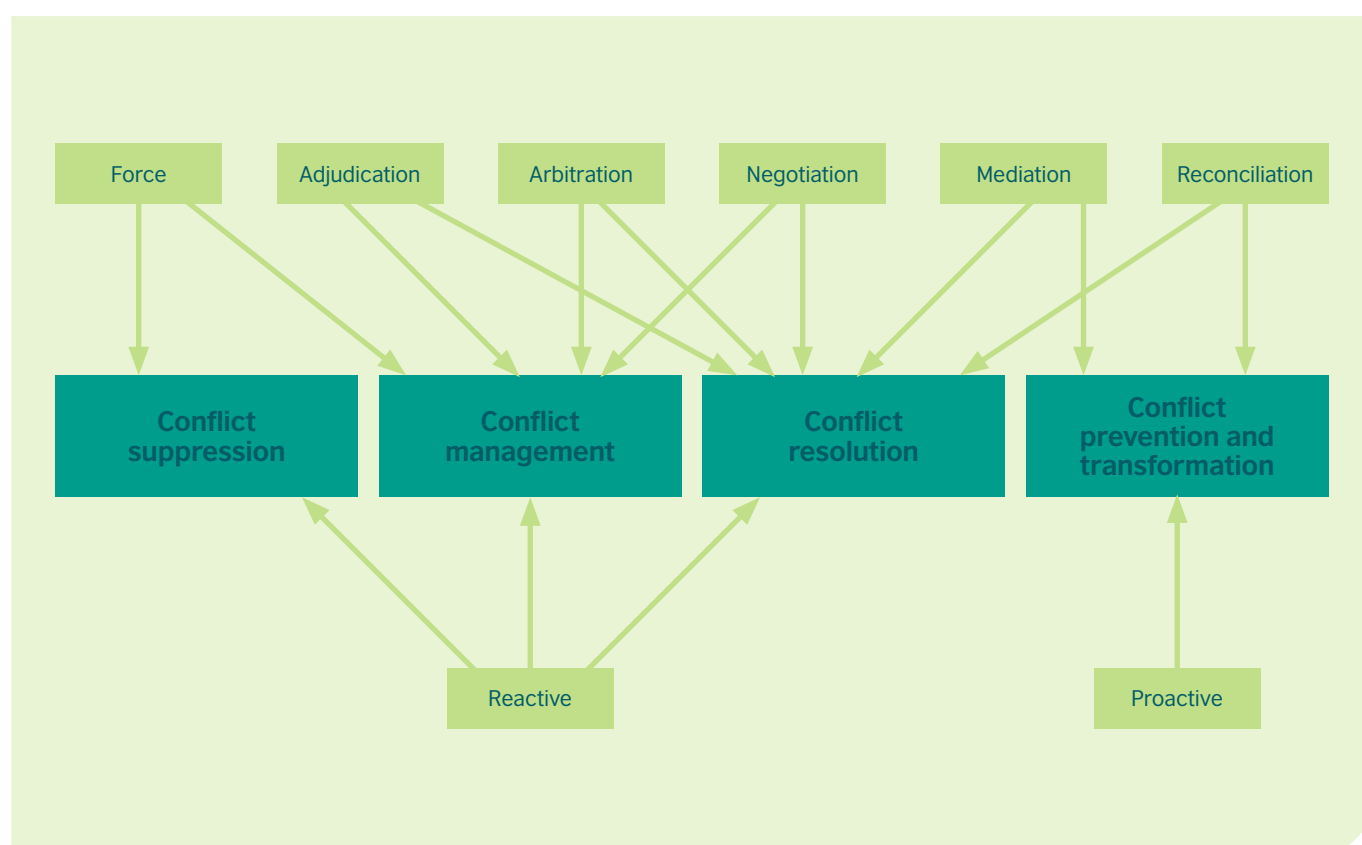 Force
Adjudication
Arbitration
Negotiation
Mediation
Reconciliation
Conflict
suppression
Conflict
management
Conflict
resolution
Conflict
prevention and
transformation
Reactive
Proactive